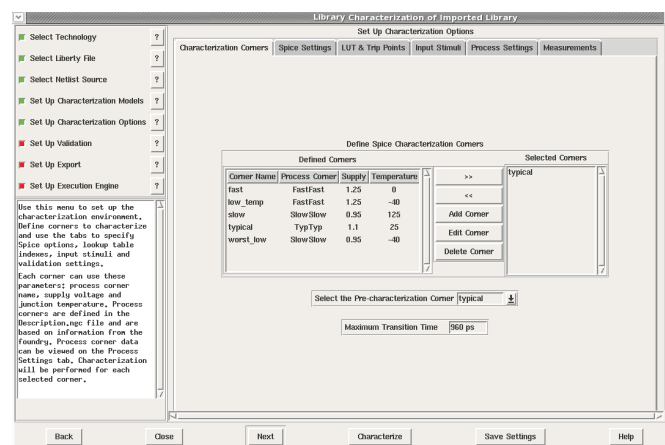 Library Characterization of Imported Library
Select Technology ?
Select Liberty File ?
Select Netlist Source ?
Set Up Characterization Models ?
Set Up Characterization Options ?
Set Up Validation ?
Set Up Export ?
Set Up Execution Engine ?
Use this menu to set up the
characterization environment.
Define corners to characterize
and use the tabs to specify
Spice options, lookup table
indexes, input stimuli and
validation settings.
Each corner can use these
parameters: process corner
name, supply voltage and
junction temperature. Process
corners are defined in the
Description.ngc file and are
based on information from the
foundry. Process corner data
can be viewed on the Process
Settings tab. Characterization
will be performed for each
selected corner.
Set Up Characterization Options
Characterization Corners Spice Settings LUT & Trip Points Input Stimuli Process Settings Measurements
Define Spice Characterization Corners
Defined Corners
Corner Name Process Corner Supply Temperature
fast FastFast 1.25 0
low_temp FastFast 1.25 -40
slow SlowSlow 0.95 125
typical TypTyp 1.1 25
worst_low SlowSlow 0.95 -40
>>
<<
Add Corner
Edit Corner
Delete Corner
Selected Corners
typical
Select the Pre-characterization Corner typical
Maximum Transition Time 960 ps
Back Close Next Characterize Save Settings Help